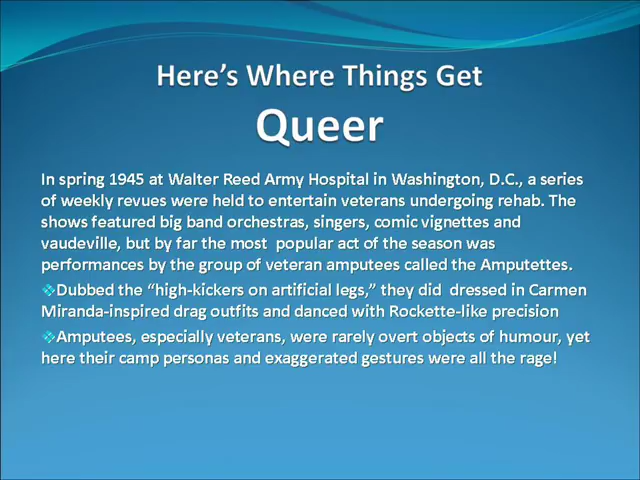 Here’s Where Things Get
Queer
In spring 1945 at Walter Reed Army Hospital in Washington, D.C., a series
of weekly revues were held to entertain veterans undergoing rehab. The
shows featured big band orchestras, singers, comic vignettes and
vaudeville, but by far the most  popular act of the season was
performances by the group of veteran amputees called the Amputettes.
❖Dubbed the “high-kickers on artificial legs,” they did  dressed in Carmen
Miranda-inspired drag outfits and danced with Rockette-like precision
❖Amputees, especially veterans, were rarely overt objects of humour, yet
here their camp personas and exaggerated gestures were all the rage!